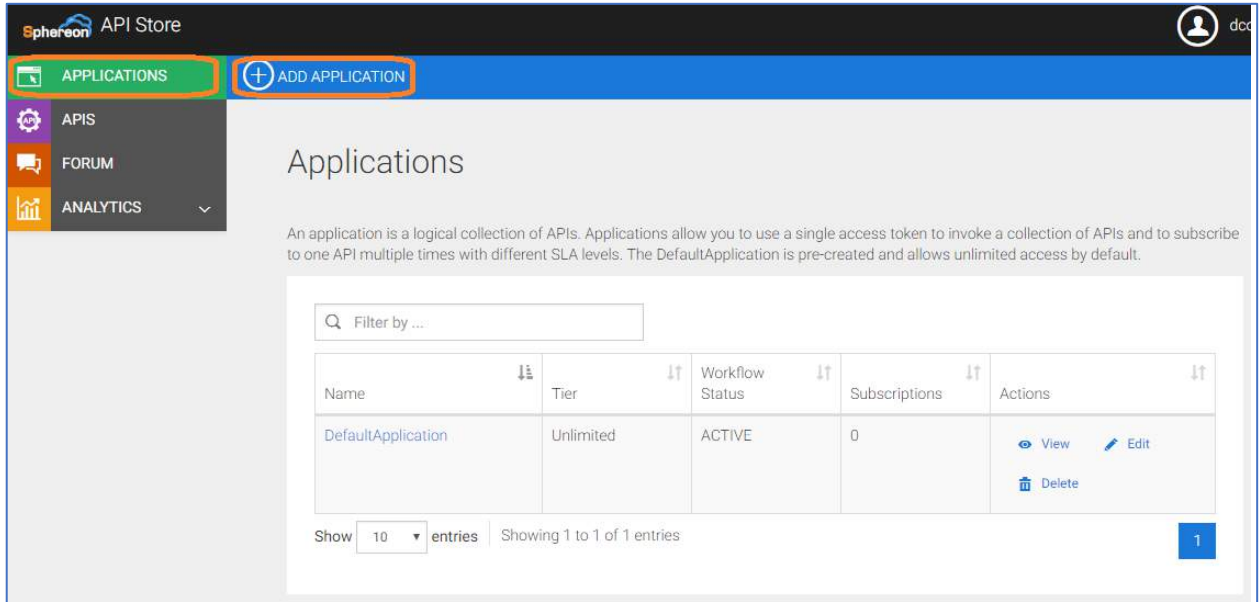 Sphereon API Store
APPLICATIONS
ADD APPLICATION
API
APIS
FORUM
ANALYTICS
Applications
An application is a logical collection of APIs. Applications allow you to use a single access token to invoke a collection of APIs and to subscribe
to one API multiple times with different SLA levels. The DefaultApplication is pre-created and allows unlimited access by default.
Filter by ...
Name
Tier
Workflow
Status
Subscriptions
Actions
DefaultApplication
Unlimited
ACTIVE
0
View
Edit
Delete
Show 10 entries
Showing 1 to 1 of 1 entries
1